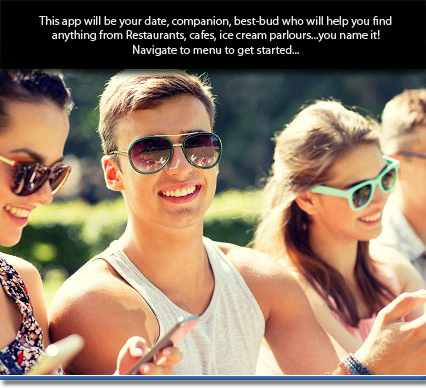 This app will be your date, companion, best-bud who will help you find
anything from Restaurants, cafes, ice cream parlours...you name it!
Navigate to menu to get started...